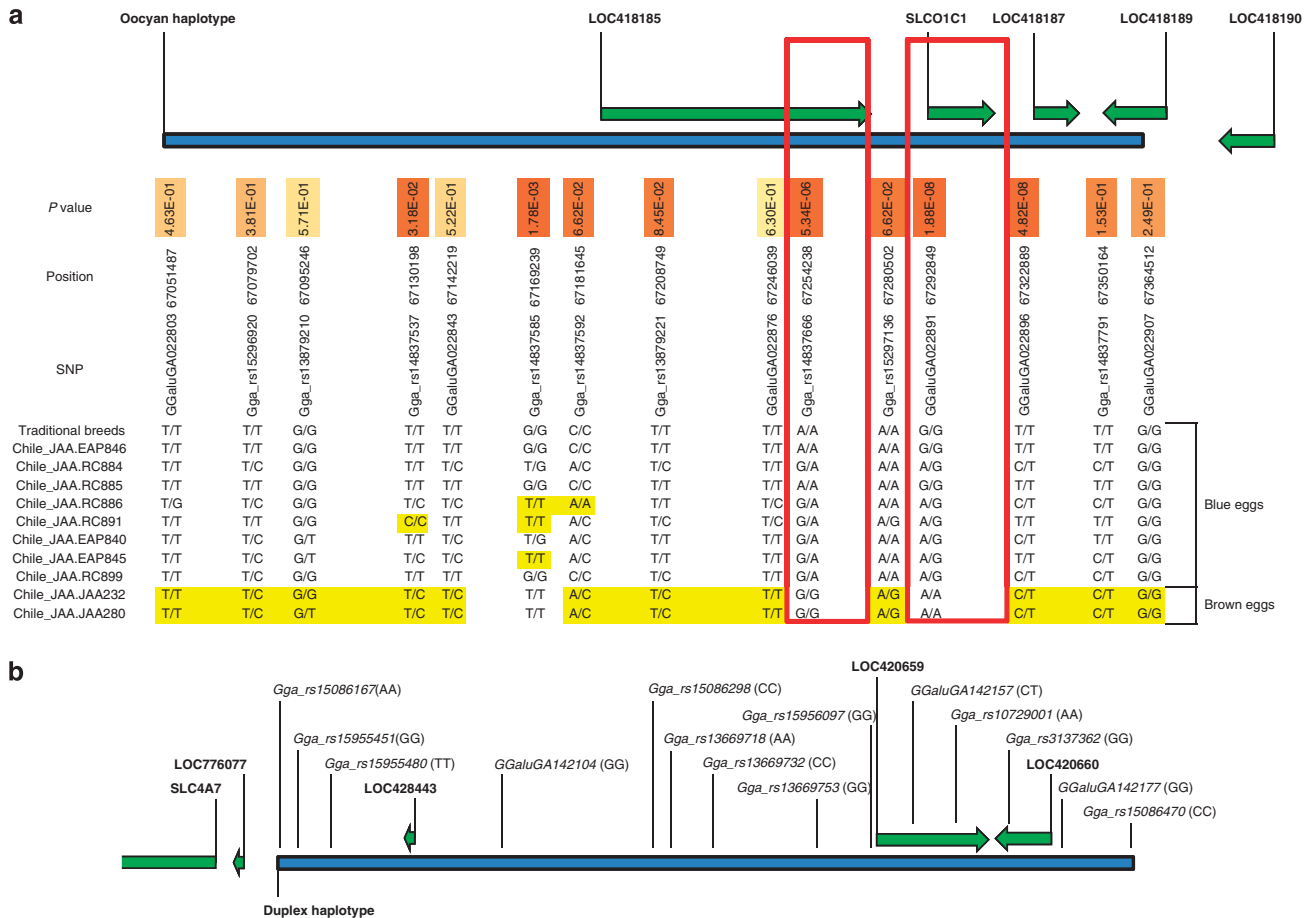 a
Oocyan haplotype LOC418185 SLCO1C1 LOC418187 LOC418189 LOC418190
P value 4.63E-01 3.81E-01 5.71E-01 3.18E-02 5.22E-01 1.78E-03 6.62E-02 8.45E-02 6.30E-01 5.34E-06 6.62E-02 1.88E-08 4.82E-08 1.53E-01 2.49E-01
Position 67051487 67079702 67095246 67130198 67142219 67169239 67181645 67208749 67246039 67254238 67280502 67292849 67322889 67350164 67364512
SNP GGaluGA022803 Gga_rs15296920 Gga_rs13879210 Gga_rs14837537 GGaluGA022843 Gga_rs14837585 Gga_rs14837592 Gga_rs13879221 GGaluGA022876 Gga_rs14837666 Gga_rs15297136 GGaluGA022891 GGaluGA022896 Gga_rs14837791 GGaluGA022907
Traditional breeds T/T T/T G/G T/T T/T G/G C/C T/T T/T A/A A/A G/G T/T T/T G/G
Chile_JAA.EAP846 T/T T/T G/G T/T T/T G/G C/C T/T T/T A/A A/A G/G T/T T/T G/G
Chile_JAA.RC884 T/T T/C G/G T/T T/C T/G A/C T/C T/T G/A A/A A/G C/T C/T G/G
Chile_JAA.RC885 T/T T/T G/G T/T T/T G/G C/C T/T T/T A/A A/A G/G T/T T/T G/G
Chile_JAA.RC886 T/G T/C G/G T/C T/C T/T A/A T/T T/C G/A A/A A/G C/T C/T G/G
Chile_JAA.RC891 T/T T/T G/G C/C T/T T/T A/C T/T T/C G/A A/G A/G T/T T/T G/G
Chile_JAA.EAP840 T/T T/C G/T T/T T/C T/G A/C T/C T/T G/A A/A A/G C/T T/T G/G
Chile_JAA.EAP845 T/T T/C G/T T/C T/C T/T A/C T/T T/T G/A A/A A/G T/T C/T G/G
Chile_JAA.RC899 T/T T/C G/G T/T T/T G/G C/C T/C T/T G/A A/A A/G C/T C/T G/G
Chile_JAA.JAA232 T/T T/C G/G T/C T/C T/T A/C T/C T/T G/G A/G A/A C/T C/T G/G
Chile_JAA.JAA280 T/T T/C G/T T/C T/C T/T A/C T/C T/T G/G A/G A/A C/T C/T G/G
Blue eggs
Brown eggs
b
LOC420659
Gga_rs15086167(AA) Gga_rs15086298 (CC) GGaluGA142157 (CT)
Gga_rs15956097 (GG) Gga_rs10729001 (AA)
Gga_rs15955451(GG) Gga_rs13669718 (AA) Gga_rs3137362 (GG)
LOC776077 Gga_rs15955480 (TT) GGaluGA142104 (GG) Gga_rs13669732 (CC) LOC420660
SLC4A7 LOC428443 Gga_rs13669753 (GG) GGaluGA142177 (GG)
Gga_rs15086470 (CC)
Duplex haplotype